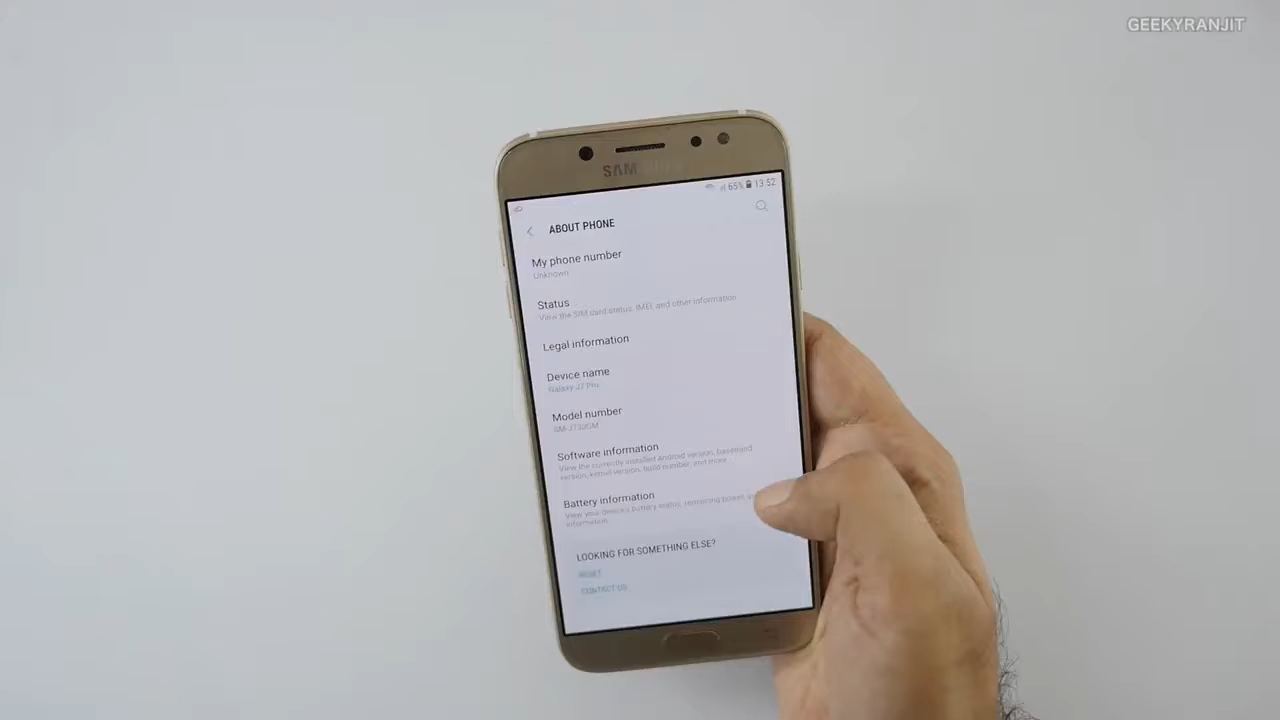 GEEKYRANJIT
SAMSUNG
65% 13:52
ABOUT PHONE
My phone number
Unknown
Status
View the SIM card status, IMEI, and other information.
Legal information
Device name
Galaxy J7 Pro
Model number
SM-J730GM
Software information
View the currently installed Android version, baseband
version, kernel version, build number, and more.
Battery information
View your device's battery status, remaining power, and
information.
LOOKING FOR SOMETHING ELSE?
RESET
CONTACT US